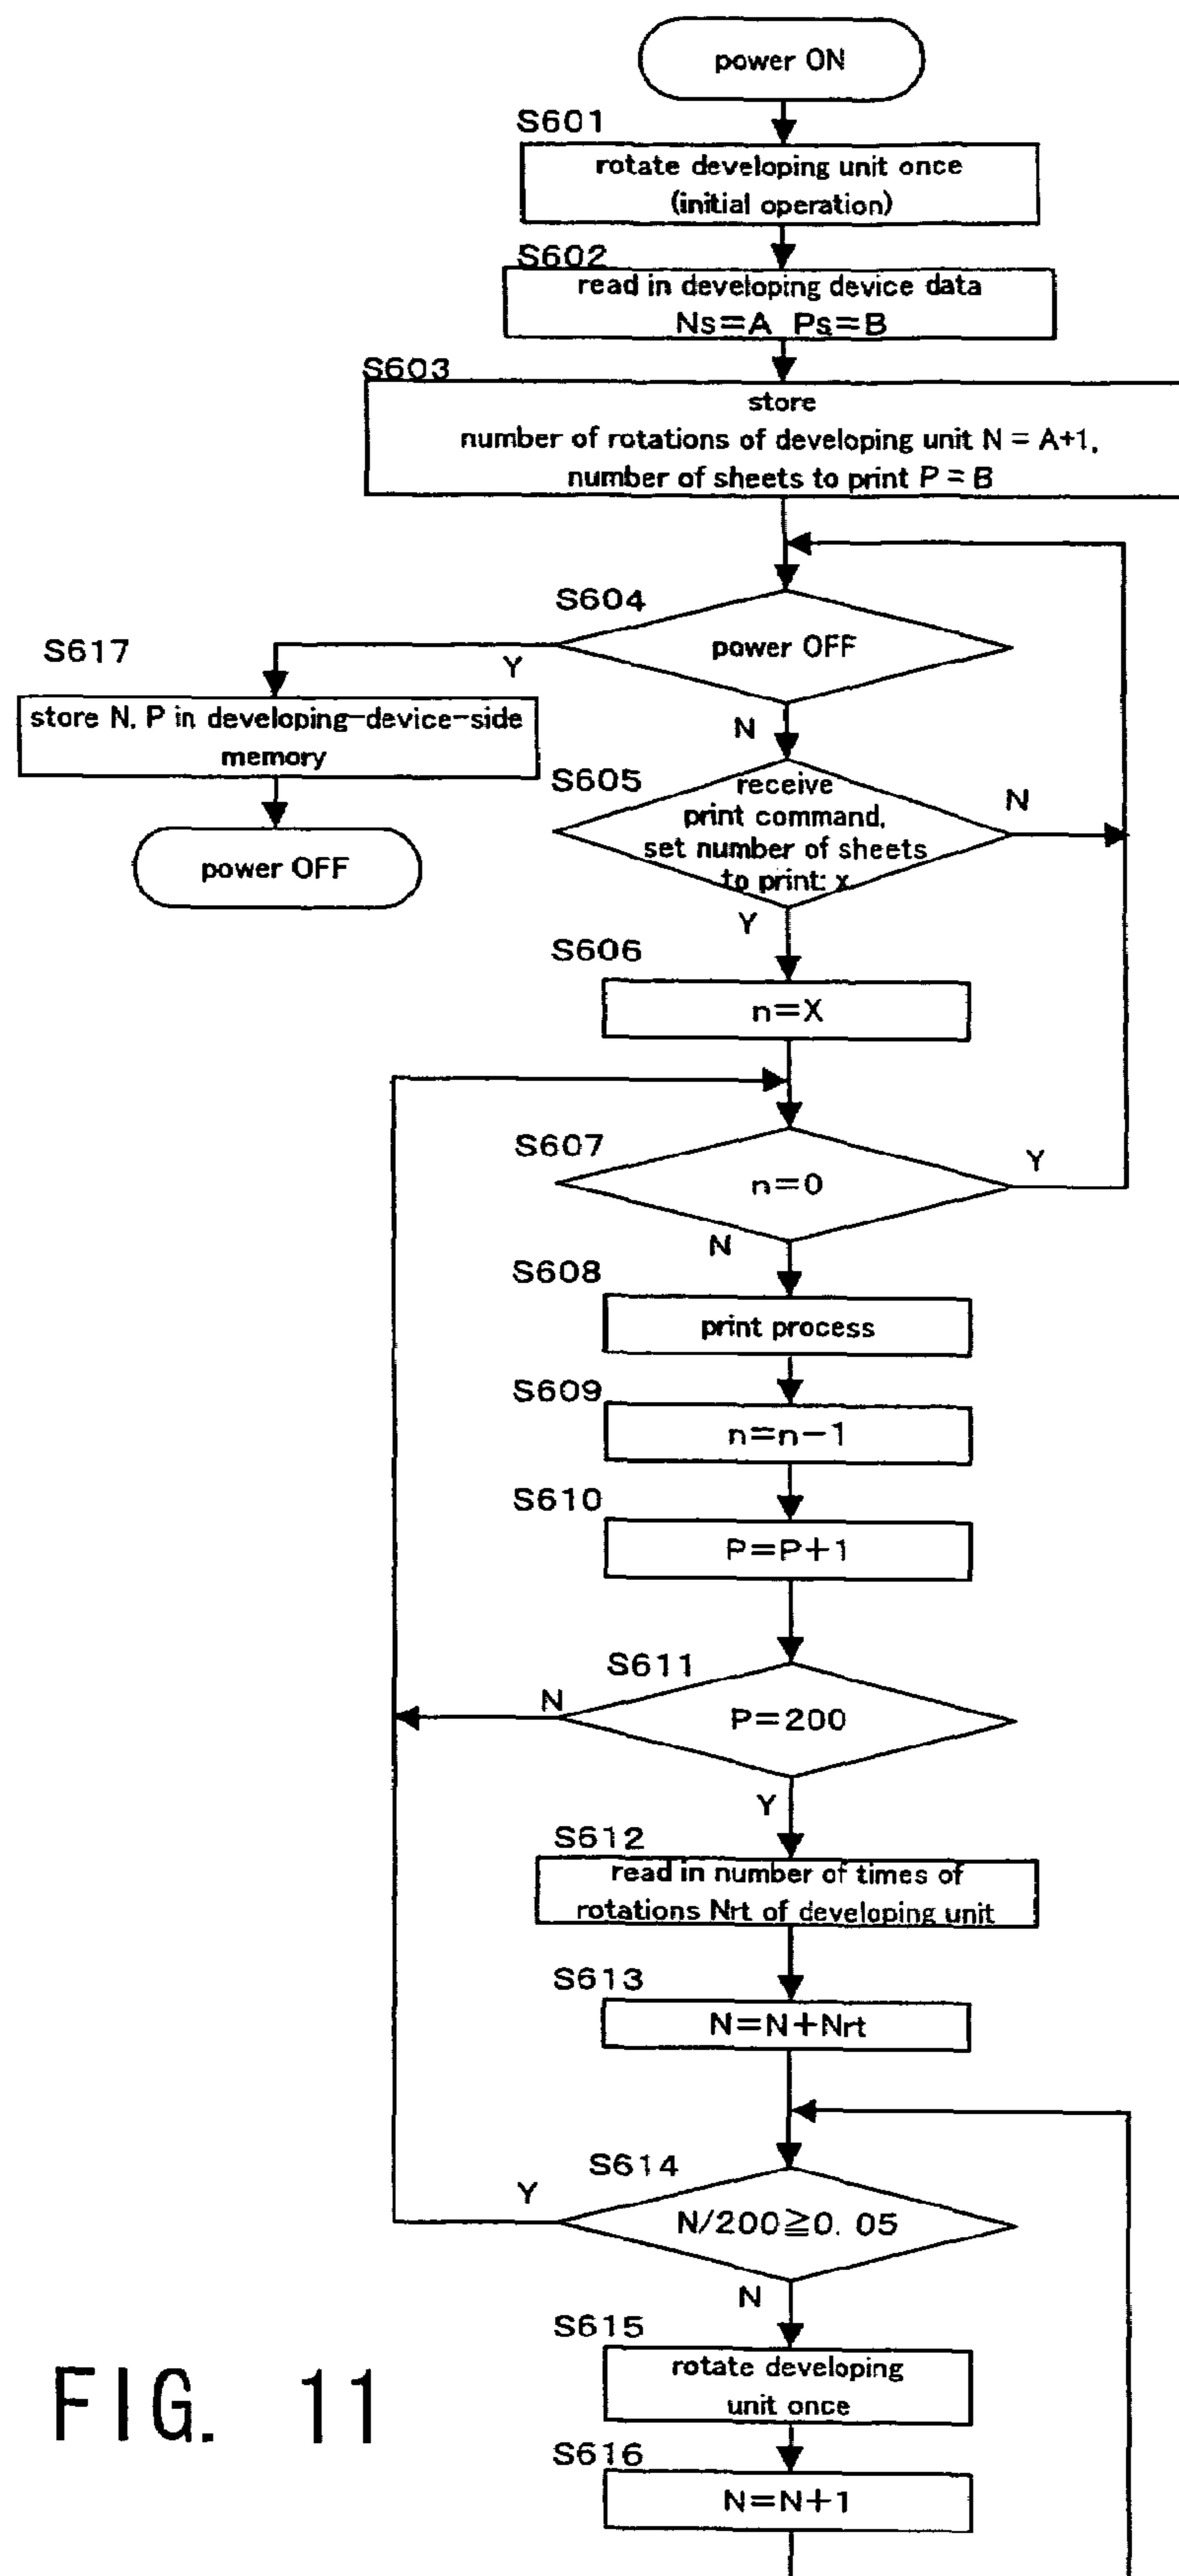 power ON
S601
rotate developing unit once
(initial operation)
S602
read in developing device data
Ns=A Ps=B
S603
store
number of rotations of developing unit N = A+1,
number of sheets to print P = B
S604
power OFF
Y
N
S617
store N, P in developing-device-side
memory
power OFF
S605
receive
print command,
set number of sheets
to print: x
N
Y
S606
n=X
S607
n=0
Y
N
S608
print process
S609
n=n-1
S610
P=P+1
S611
P=200
N
Y
S612
read in number of times of
rotations Nrt of developing unit
S613
N=N+Nrt
S614
N/200≧0. 05
Y
N
S615
rotate developing
unit once
S616
N=N+1
FIG. 11